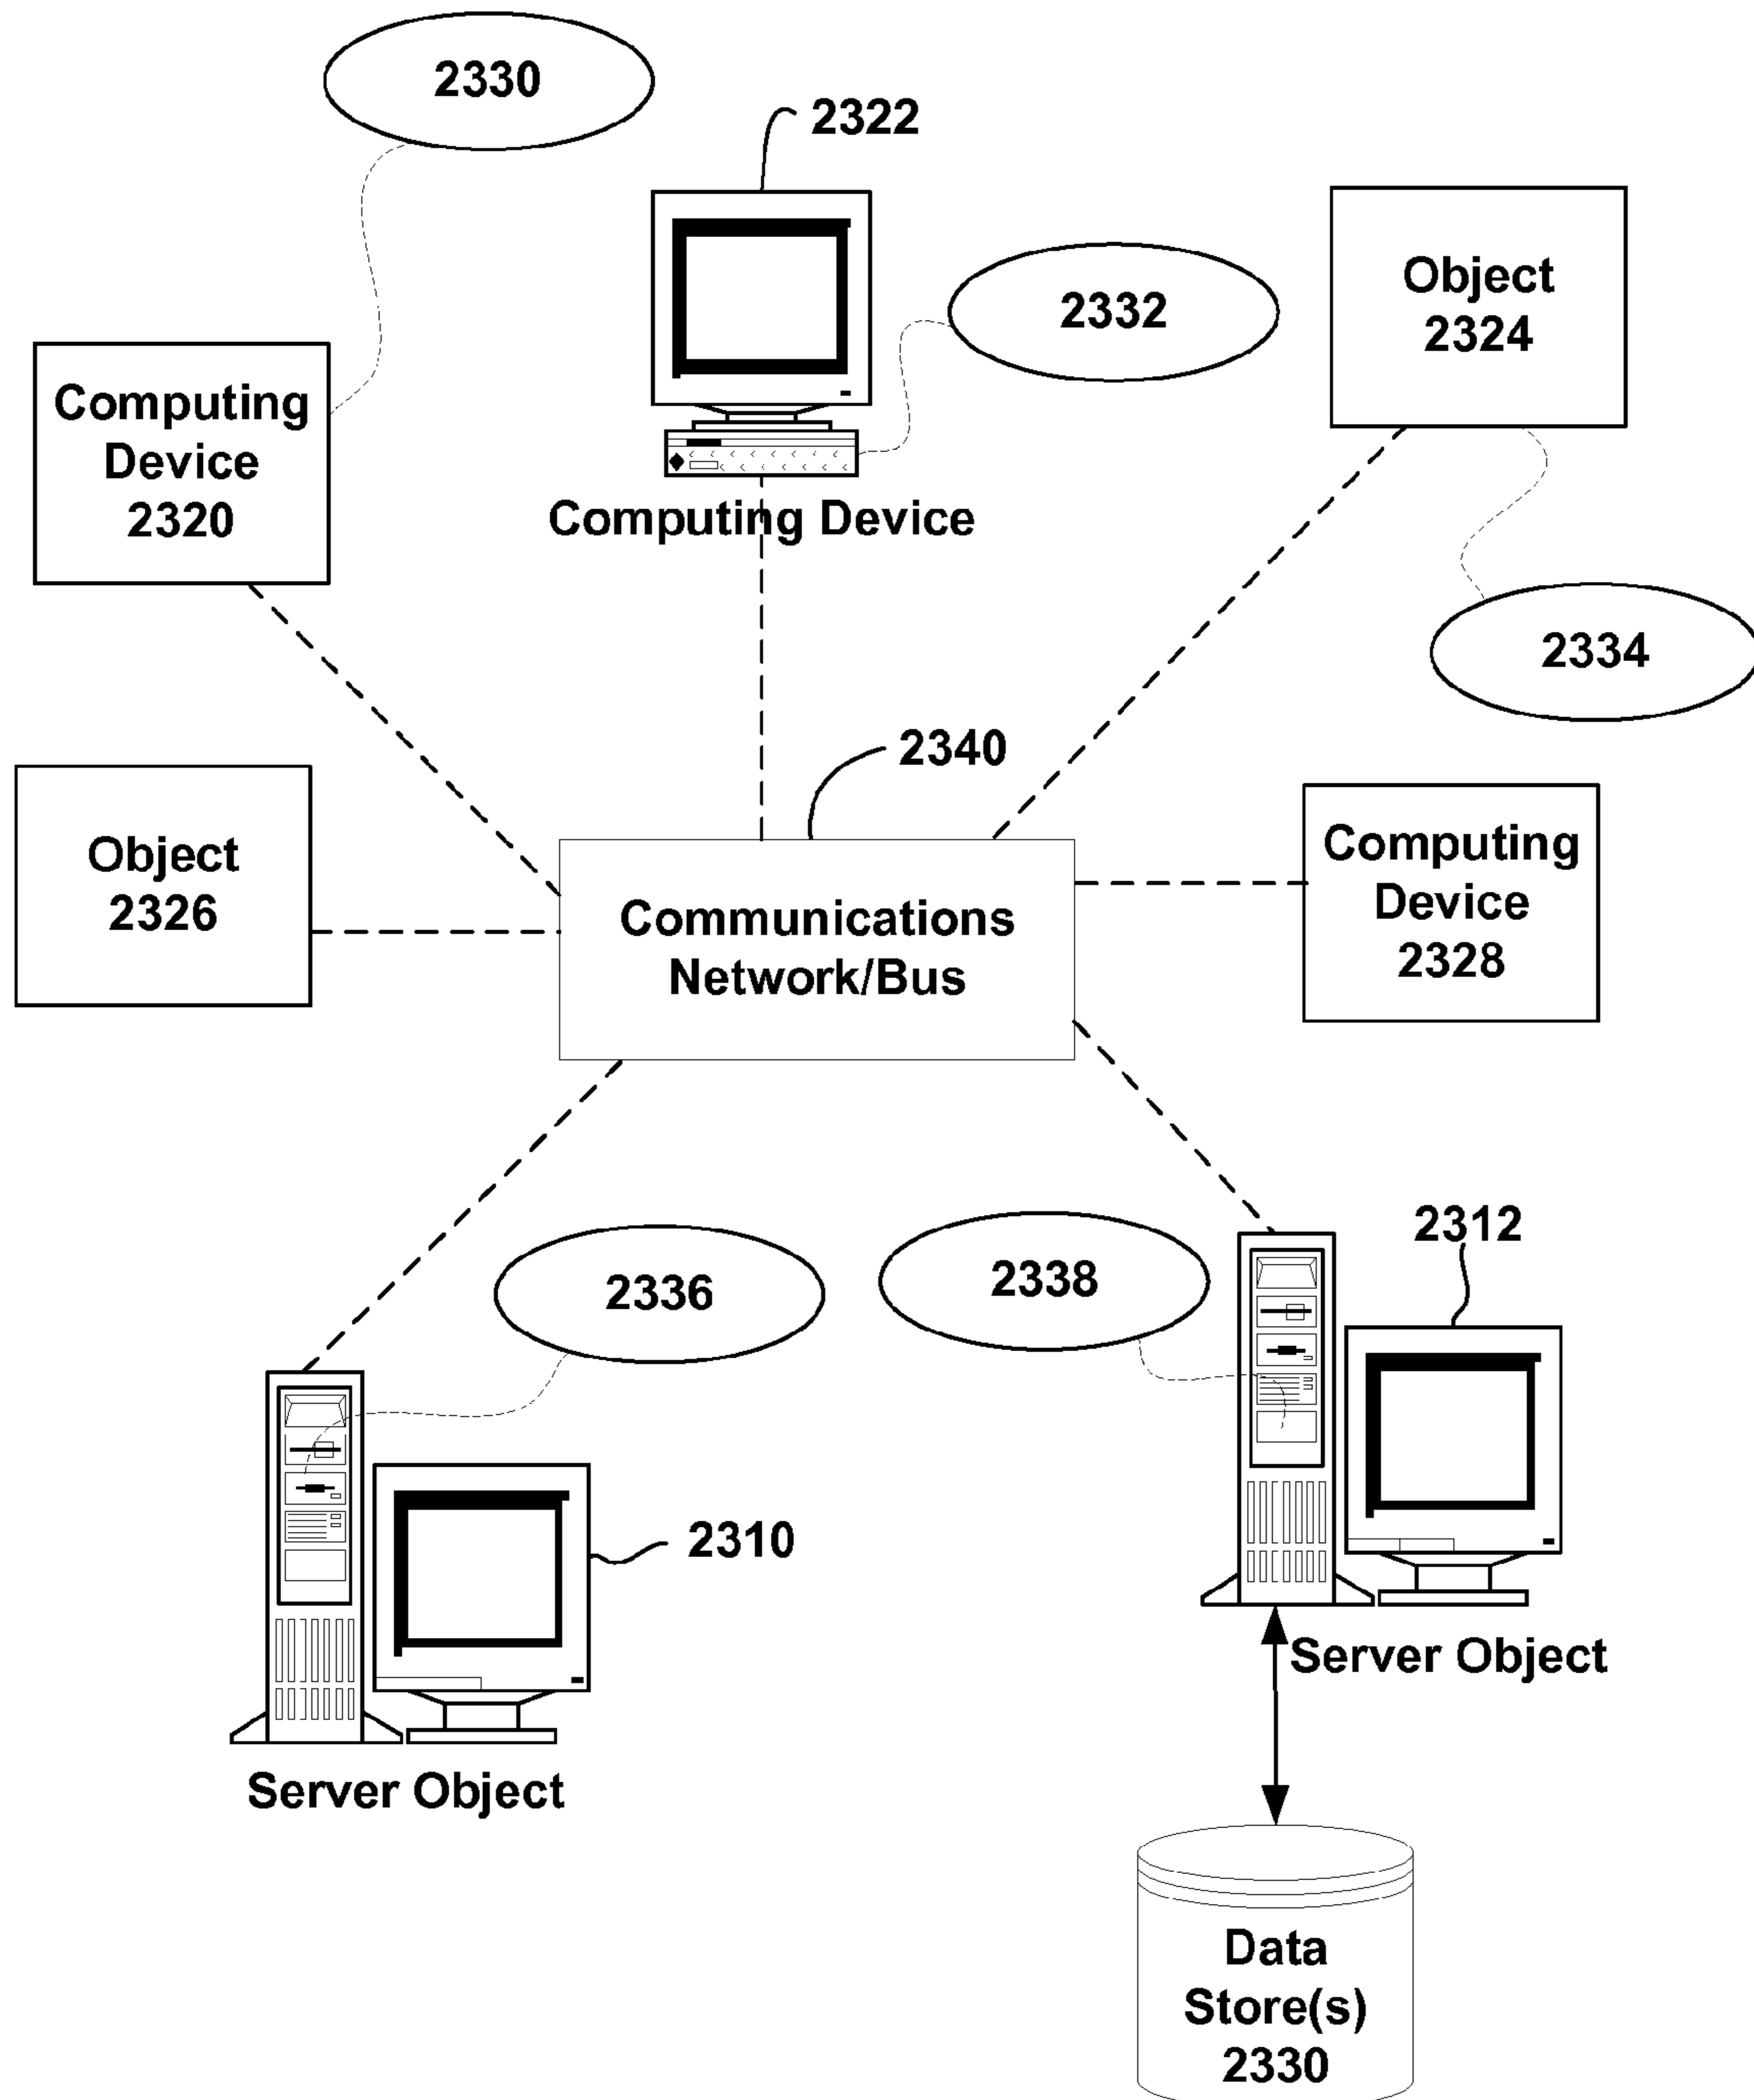 2330
2322
Object
2324
2332
Computing
Device
2320
Computing Device
2334
2340
Object
2326
Computing
Device
2328
Communications
Network/Bus
2312
2338
2336
2310
Server Object
Server Object
Data
Store(s)
2330